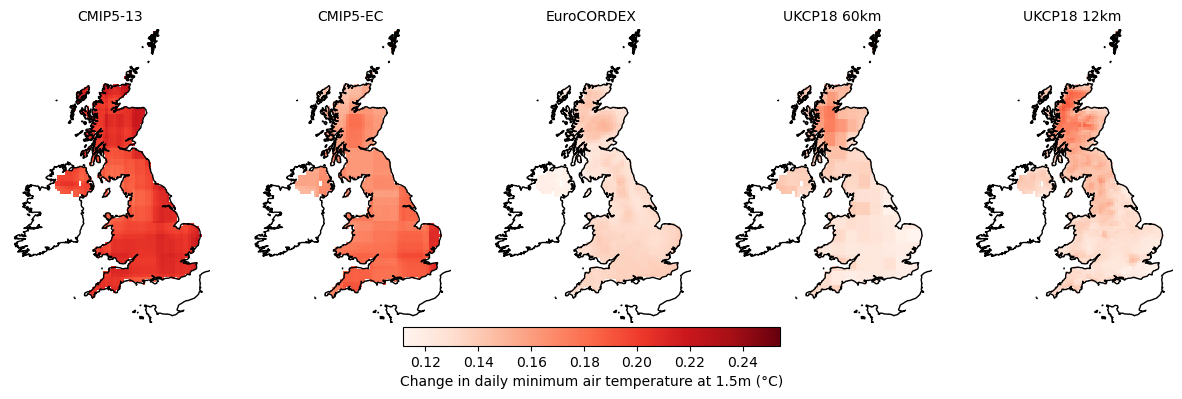 CMIP5-13 CMIP5-EC EuroCORDEX UKCP18 60km UKCP18 12km
0.12 0.14 0.16 0.18 0.20 0.22 0.24
Change in daily minimum air temperature at 1.5m (°C)